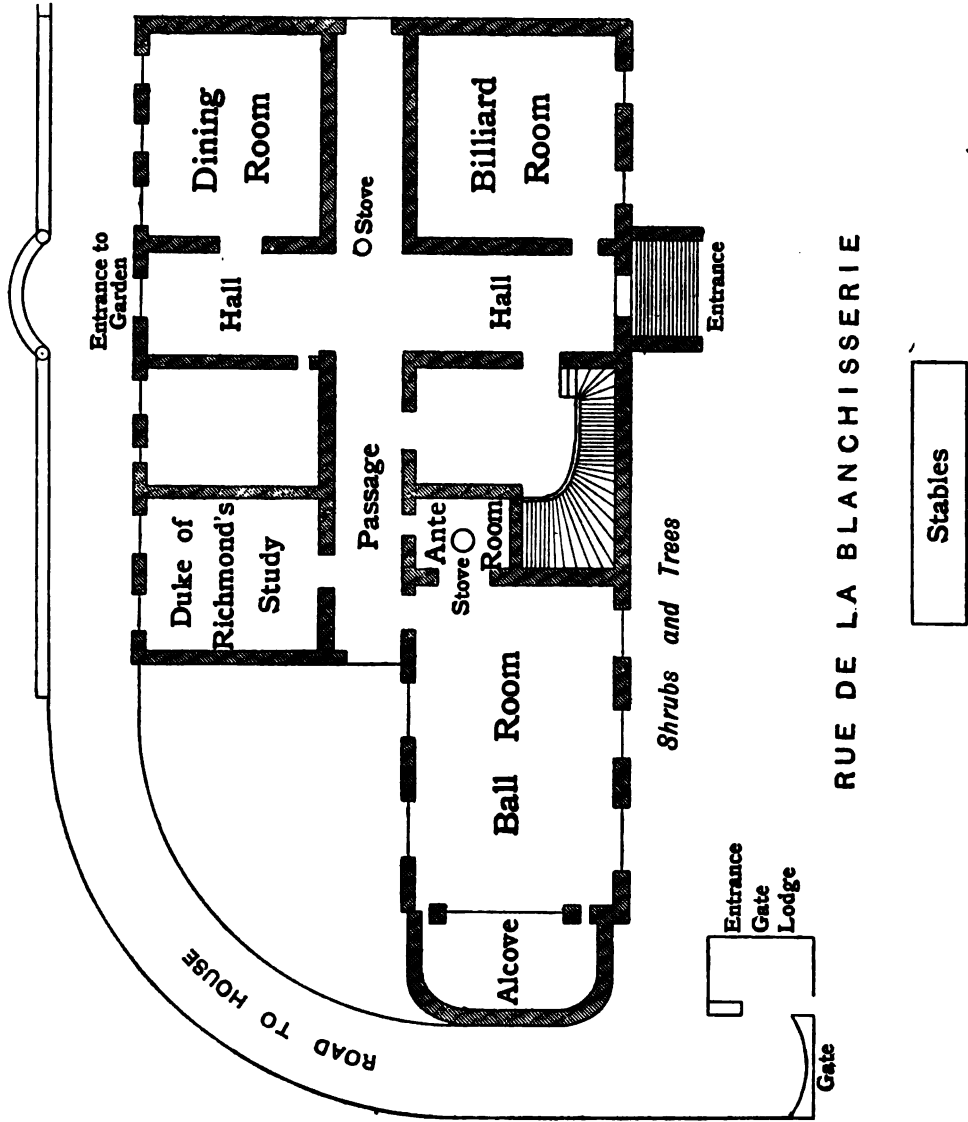 Entrance to
Garden
Dining
Room
Hall
Duke of
Richmond's
Study
Stove
Passage
Billiard
Room
Hall
Ante
Room
Stove
Ball Room
Alcove
Entrance
Shrubs and Trees
ROAD TO HOUSE
Entrance
Gate
Lodge
Gate
RUE DE LA BLANCHISSERIE
Stables